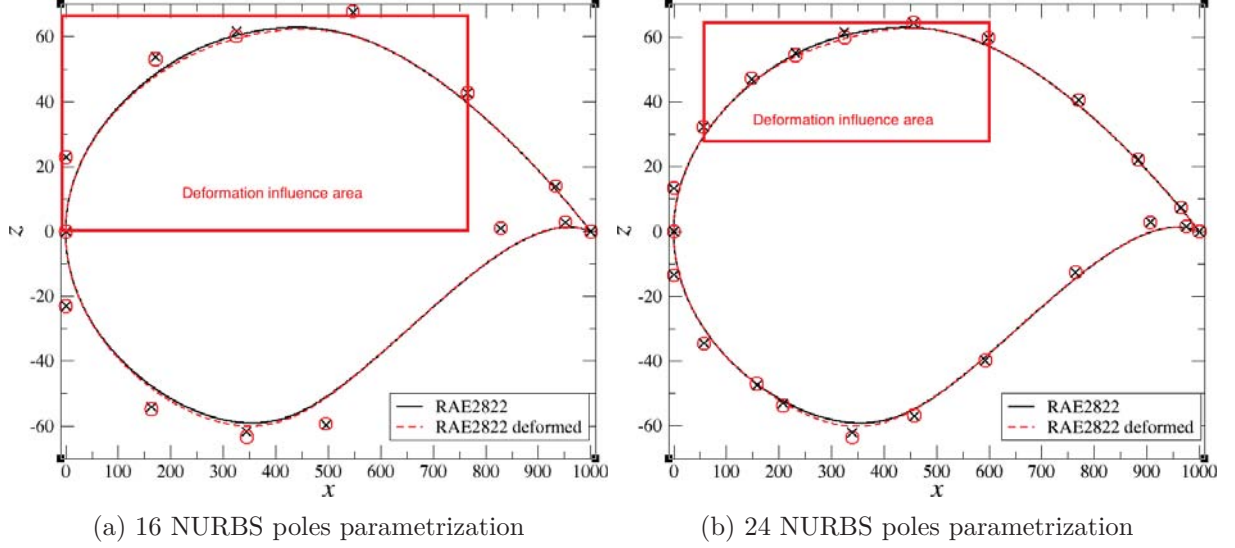 60
40
20
0
-20
-40
-60
z
Deformation influence area
RAE2822
RAE2822 deformed
0 100 200 300 400 500 600 700 800 900 1000
x
(a) 16 NURBS poles parametrization
60
40
20
0
-20
-40
-60
z
Deformation influence area
RAE2822
RAE2822 deformed
0 100 200 300 400 500 600 700 800 900 1000
x
(b) 24 NURBS poles parametrization